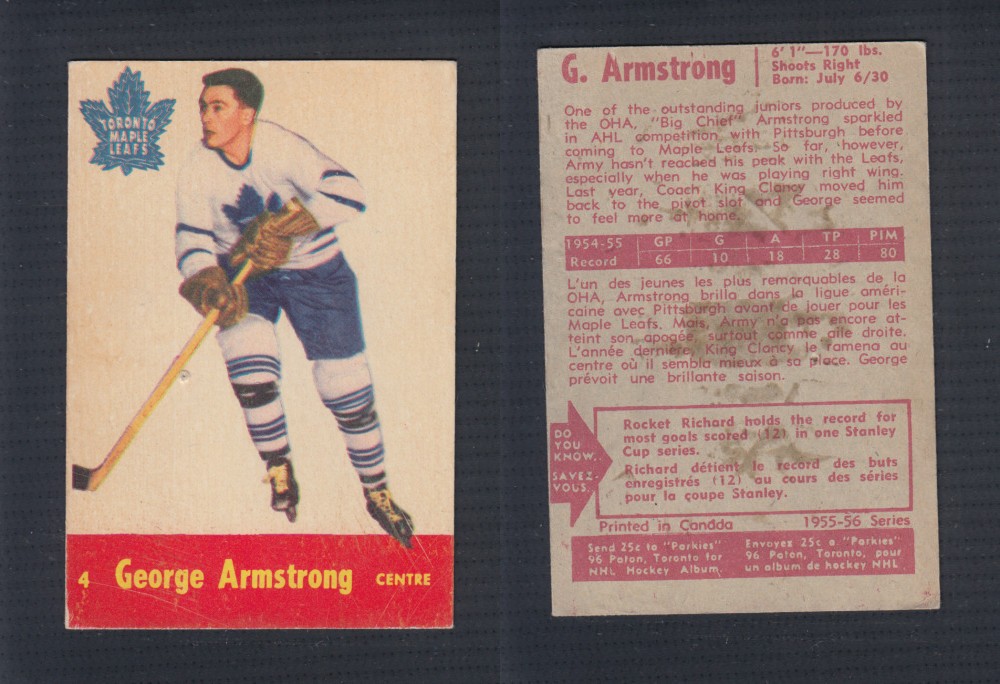 TORONTO
MAPLE
LEAFS
4 George Armstrong CENTRE
G. Armstrong
6' 1"—170 lbs.
Shoots Right
Born: July 6/30
One of the outstanding juniors produced by
the OHA, "Big Chief" Armstrong sparkled
in AHL competition with Pittsburgh before
coming to Maple Leafs. So far, however,
Army hasn't reached his peak with the Leafs,
especially when he was playing right wing.
Last year, Coach King Clancy moved him
back to the pivot slot and George seemed
to feel more at home.
1954-55 GP G A TP PIM
Record 66 10 18 28 80
L'un des jeunes les plus remarquables de la
OHA, Armstrong brilla dans la ligue améri-
caine avec Pittsburgh avant de jouer pour les
Maple Leafs. Mais, Army n'a pas encore at-
teint son apogée, surtout comme aile droite.
L'année dernière, King Clancy le ramena au
centre où il sembla mieux à sa place. George
prévoit une brillante saison.
DO
YOU
KNOW..
SAVEZ-
VOUS.
Rocket Richard holds the record for
most goals scored (12) in one Stanley
Cup series.
Richard détient le record des buts
enregistrés (12) au cours des séries
pour la coupe Stanley.
Printed in Canada 1955-56 Series
Send 25c to "Parkies"
96 Paton, Toronto for
NHL Hockey Album.
Envoyez 25c a "Parkies"
96 Paton, Toronto, pour
un album de hockey NHL